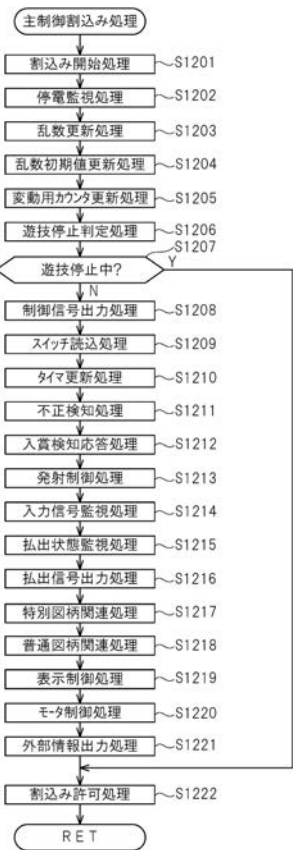 主制御割込み処理
割込み開始処理 S1201
停電監視処理 S1202
乱数更新処理 S1203
乱数初期値更新処理 S1204
変動用カウンタ更新処理 S1205
遊技停止判定処理 S1206
S1207
遊技停止中? Y
N
制御信号出力処理 S1208
スイッチ読込処理 S1209
タイマ更新処理 S1210
不正検知処理 S1211
入賞検知応答処理 S1212
発射制御処理 S1213
入力信号監視処理 S1214
払出状態監視処理 S1215
払出信号出力処理 S1216
特別図柄関連処理 S1217
普通図柄関連処理 S1218
表示制御処理 S1219
モータ制御処理 S1220
外部情報出力処理 S1221
割込み許可処理 S1222
RET